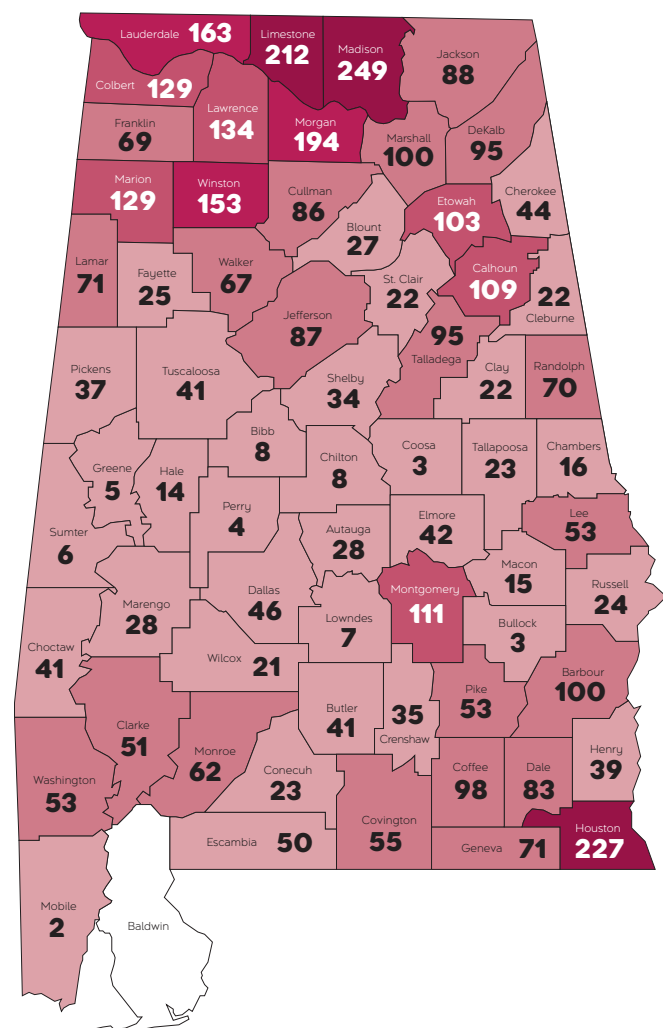 Lauderdale 163
Limestone
212
Madison
249
Jackson
88
Colbert
129
Lawrence
134
Franklin
69
Morgan
194
Marshall
100
DeKalb
95
Marion
129
Winston
153
Cullman
86
Etowah
103
Cherokee
44
Blount
27
Lamar
71
Fayette
25
Walker
67
St. Clair
22
Calhoun
109
22
Cleburne
Jefferson
87
95
Talladega
Pickens
37
Tuscaloosa
41
Shelby
34
Clay
22
Randolph
70
Bibb
8
Chilton
8
Coosa
3
Tallapoosa
23
Chambers
16
Greene
5
Hale
14
Perry
4
Sumter
6
Autauga
28
Elmore
42
Lee
53
Macon
15
Russell
24
Marengo
28
Dallas
46
Lowndes
7
Montgomery
111
Bullock
3
Choctaw
41
Wilcox 21
Butler
41
35
Crenshaw
Pike
53
Barbour
100
Clarke
51
Monroe
62
Washington
53
Conecuh
23
Coffee
98
Dale
83
Henry
39
Escambia 50
Covington
55
Geneva 71
Houston
227
Mobile
2
Baldwin